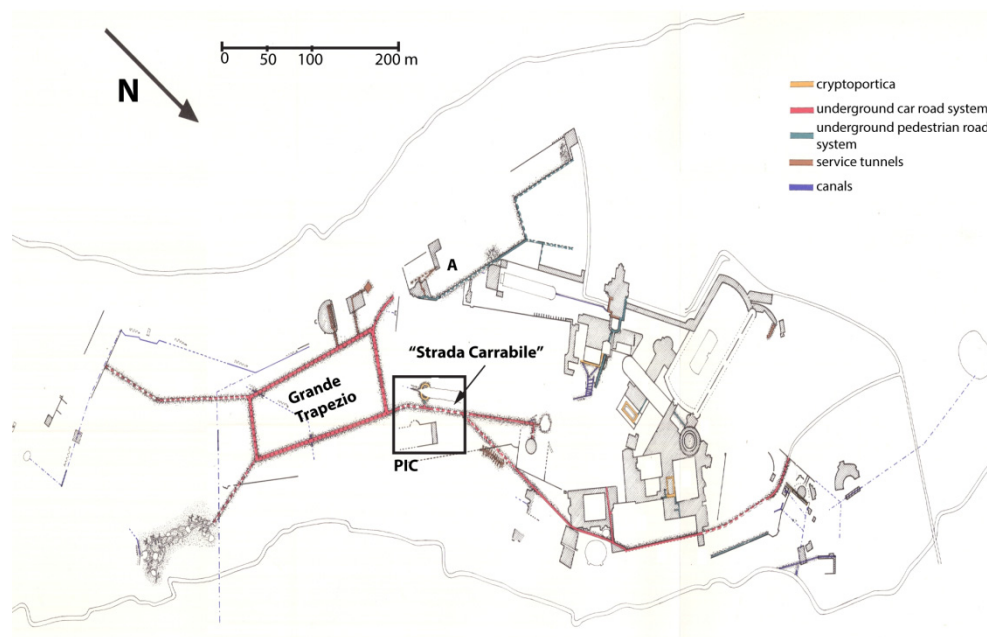 N
0 50 100 200 m
cryptoportica
underground car road system
underground pedestrian road
system
service tunnels
canals
A
"Strada Carrabile"
Grande
Trapezio
PIC